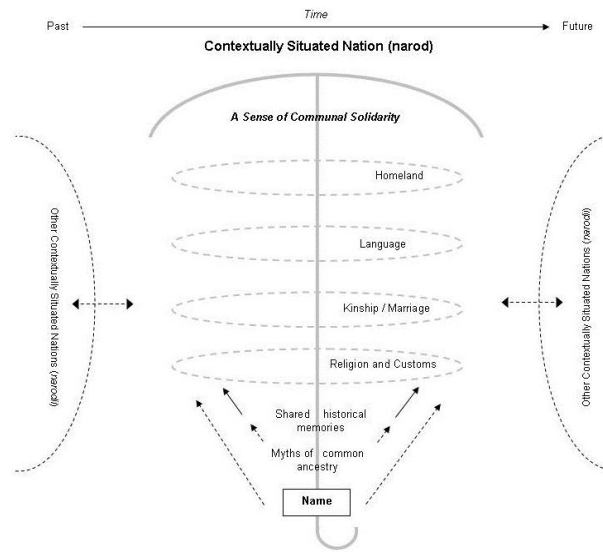 Time
Past
Future
Contextually Situated Nation (narod)
A Sense of Communal Solidarity
Homeland
Language
Kinship / Marriage
Religion and Customs
Shared historical
memories
Myths of common
ancestry
Name
Other Contextually Situated
Nations (narodi)
Other Contextually Situated Nations (narodi)